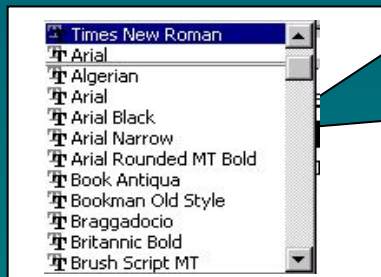 Times New Roman
Arial
Algerian
Arial
Arial Black
Arial Narrow
Arial Rounded MT Bold
Book Antiqua
Bookman Old Style
Braggadocio
Britannic Bold
Brush Script MT